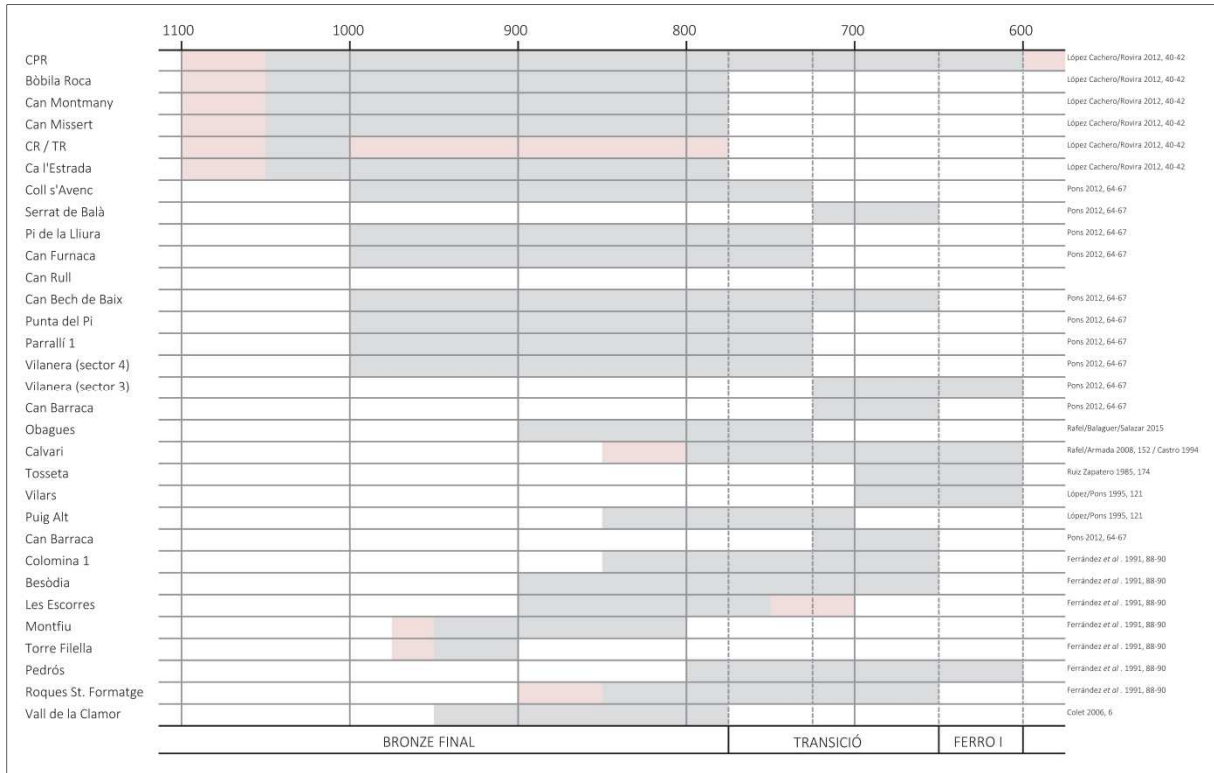 1100 1000 900 800 700 600
CPR López Cachero/Rovira 2012, 40-42
Bòbila Roca López Cachero/Rovira 2012, 40-42
Can Montmany López Cachero/Rovira 2012, 40-42
Can Missert López Cachero/Rovira 2012, 40-42
CR / TR López Cachero/Rovira 2012, 40-42
Ca l'Estrada López Cachero/Rovira 2012, 40-42
Coll s'Avenc Pons 2012, 64-67
Serrat de Balà Pons 2012, 64-67
Pi de la Lliura Pons 2012, 64-67
Can Furnaca Pons 2012, 64-67
Can Rull
Can Bech de Baix Pons 2012, 64-67
Punta del Pi Pons 2012, 64-67
Parrallí 1 Pons 2012, 64-67
Vilanera (sector 4) Pons 2012, 64-67
Vilanera (sector 3) Pons 2012, 64-67
Can Barraca Pons 2012, 64-67
Obagues Rafel/Balaguer/Salazar 2015
Calvari Rafel/Armada 2008, 152 / Castro 1994
Tosseta Ruiz Zapatero 1985, 174
Vilars López/Pons 1995, 121
Puig Alt López/Pons 1995, 121
Can Barraca Pons 2012, 64-67
Colomina 1 Ferrández et al . 1991, 88-90
Besòdia Ferrández et al . 1991, 88-90
Les Escorres Ferrández et al . 1991, 88-90
Montfiu Ferrández et al . 1991, 88-90
Torre Filella Ferrández et al . 1991, 88-90
Pedrós Ferrández et al . 1991, 88-90
Roques St. Formatge Ferrández et al . 1991, 88-90
Vall de la Clamor Colet 2006, 6
BRONZE FINAL TRANSICIÓ FERRO I